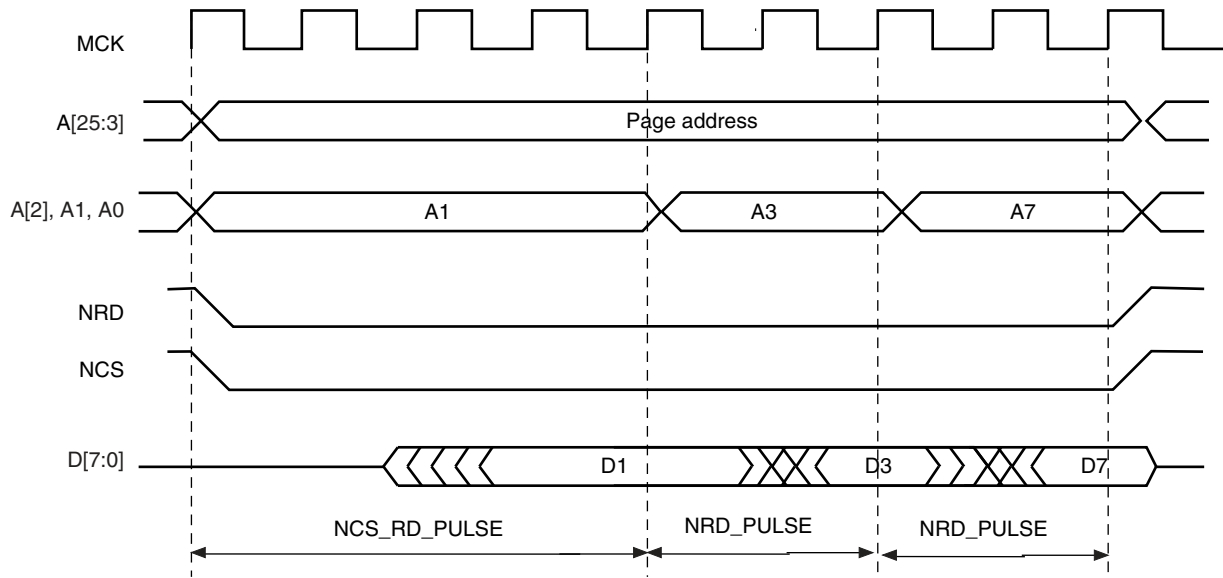 MCK
A[25:3]
Page address
A[2], A1, A0
A1
A3
A7
NRD
NCS
D[7:0]
D1
D3
D7
NCS_RD_PULSE
NRD_PULSE
NRD_PULSE